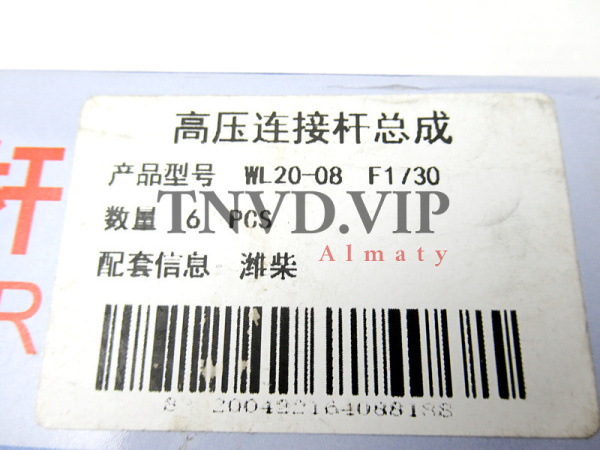 高压连接杆总成
产品型号 WL20-08 F1730
数量 6 PCS
TNVD.VIP
Almaty
配套信息 潍柴
杆
R